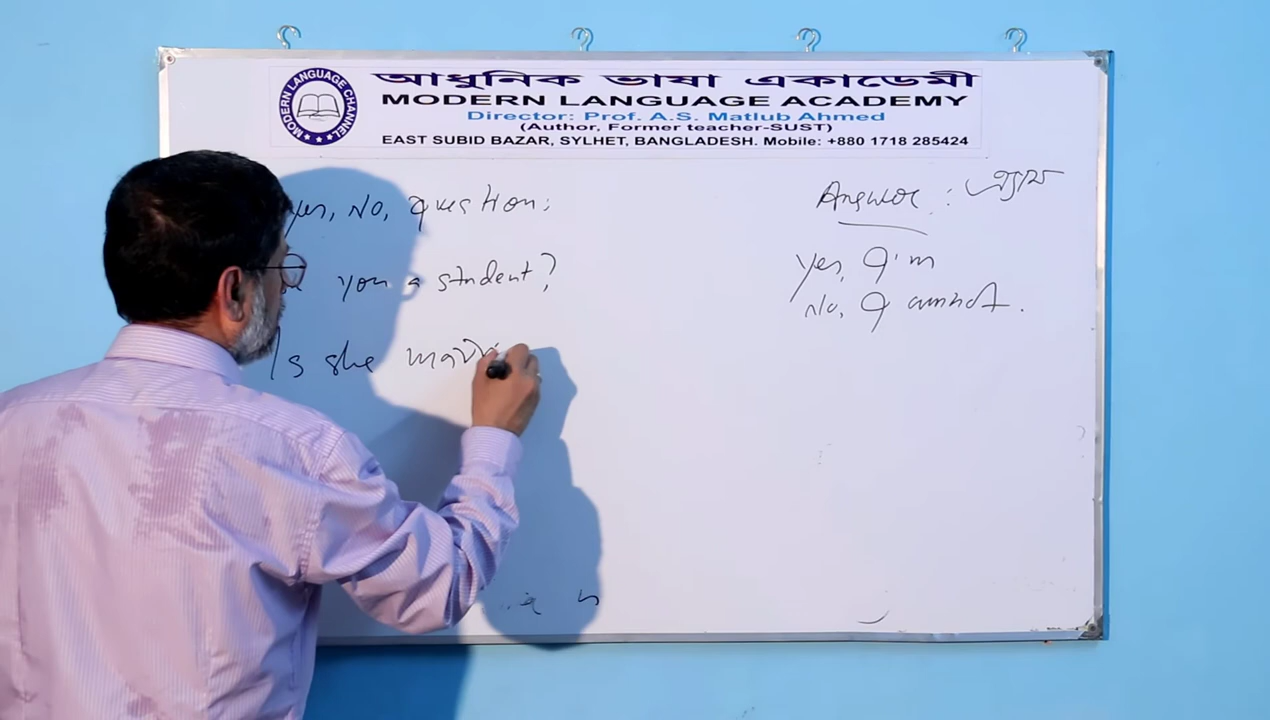 আধুনিক ভাষা একাডেমী
MODERN LANGUAGE ACADEMY
Director: Prof. A.S. Matlub Ahmed
(Author, Former teacher-SUST)
EAST SUBID BAZAR, SYLHET, BANGLADESH. Mobile: +880 1718 285424
MODERN LANGUAGE CHANNEL
yes, No, question:
you a student?
Is she marri
Answer:
yes, I'm
No, I am not.